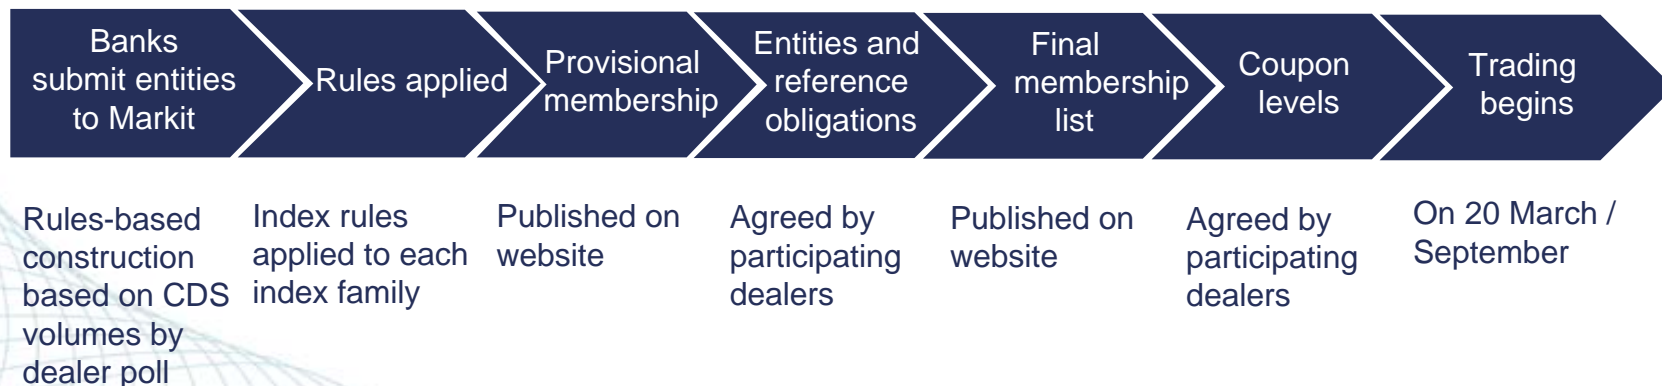 Banks
submit entities
to Markit
Rules applied
Provisional
membership
Entities and
reference
obligations
Final
membership
list
Coupon
levels
Trading
begins
Rules-based
construction
based on CDS
volumes by
dealer poll
Index rules
applied to each
index family
Published on
website
Agreed by
participating
dealers
Published on
website
Agreed by
participating
dealers
On 20 March /
September